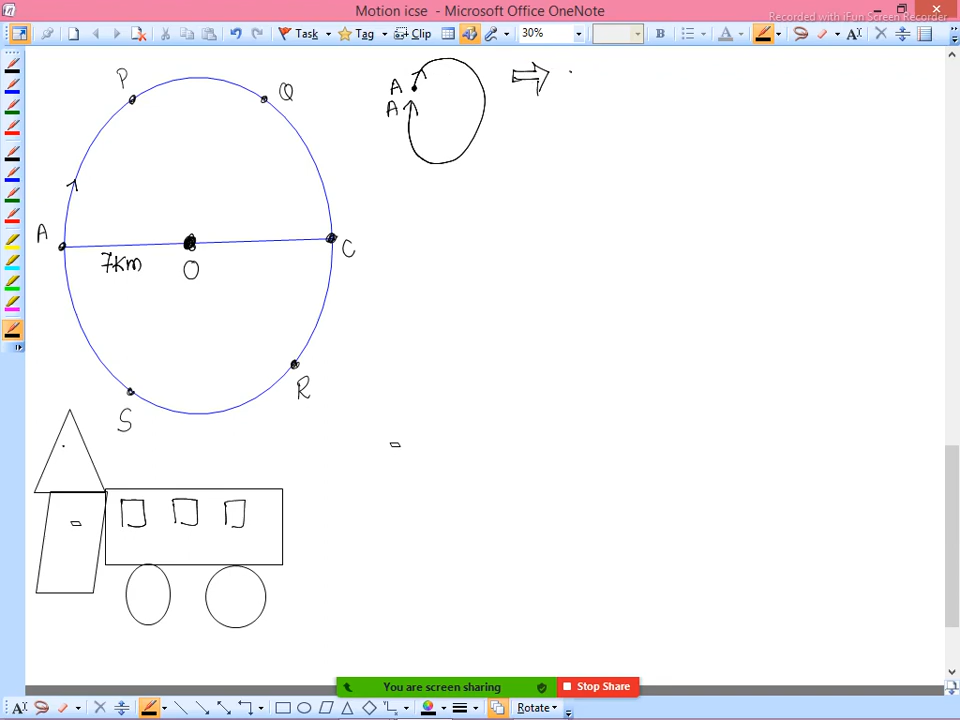 Motion icse - Microsoft Office OneNote
Recorded with iFun Screen Recorder
Task Tag Clip 30% B A
P
Q
A
A
A
7Km
O
C
S
R
You are screen sharing Stop Share
Rotate